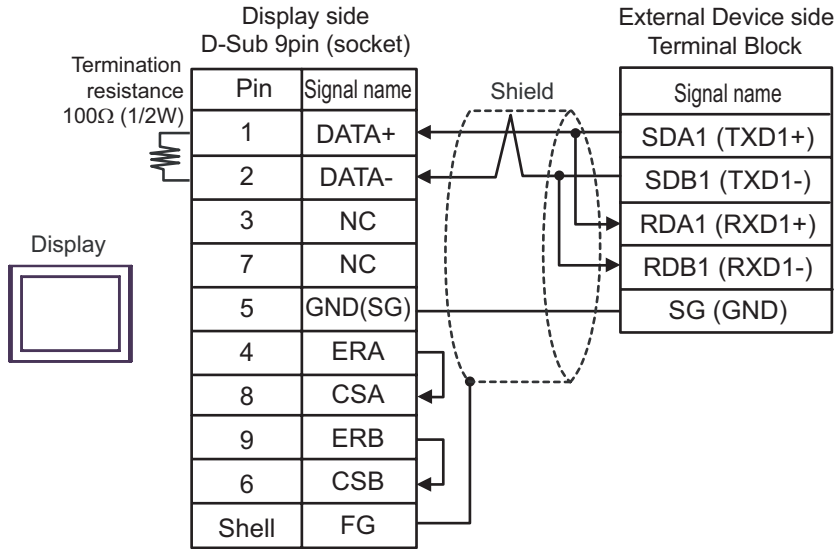 Display side
D-Sub 9pin (socket)
External Device side
Terminal Block
Termination
resistance
100Ω (1/2W)
Shield
Display
Pin Signal name
1 DATA+
2 DATA-
3 NC
7 NC
5 GND(SG)
4 ERA
8 CSA
9 ERB
6 CSB
Shell FG
Signal name
SDA1 (TXD1+)
SDB1 (TXD1-)
RDA1 (RXD1+)
RDB1 (RXD1-)
SG (GND)